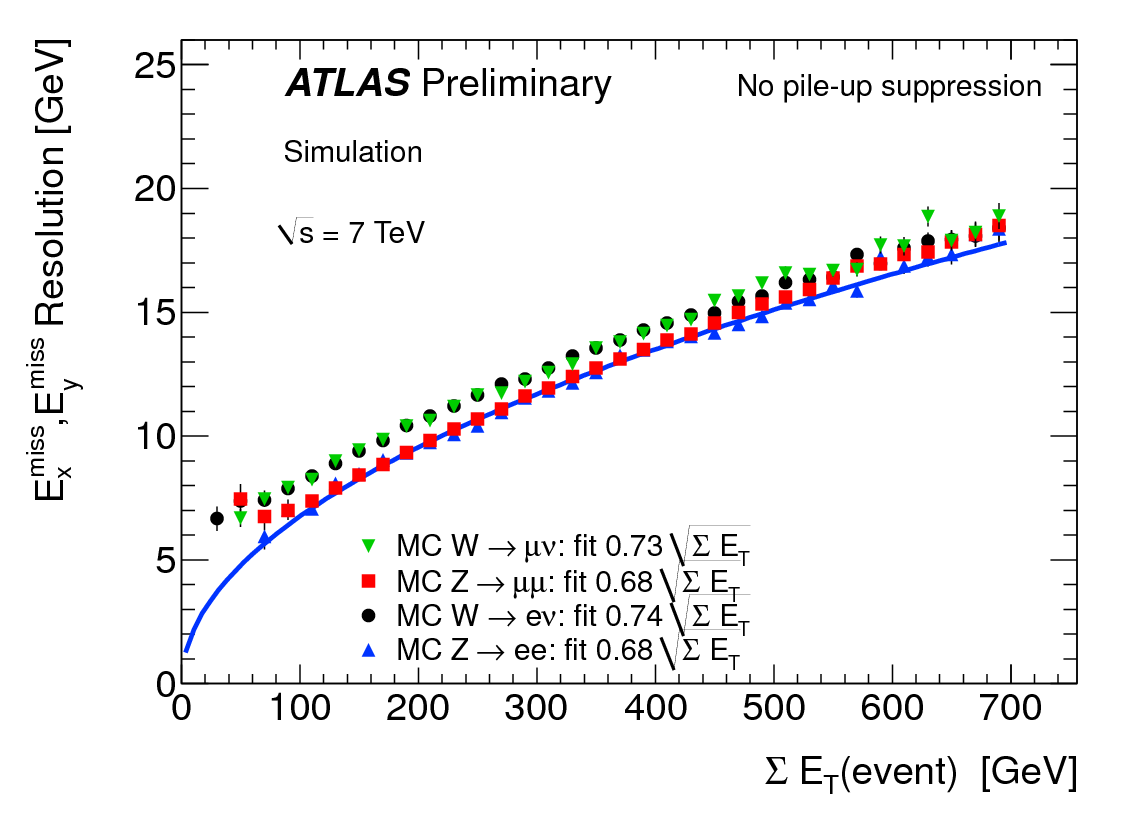 ATLAS Preliminary
No pile-up suppression
Simulation
√s = 7 TeV
E_x^miss, E_y^miss Resolution [GeV]
25
20
15
10
5
0
MC W → μν: fit 0.73 √Σ E_T
MC Z → μμ: fit 0.68 √Σ E_T
MC W → eν: fit 0.74 √Σ E_T
MC Z → ee: fit 0.68 √Σ E_T
0 100 200 300 400 500 600 700
Σ E_T(event) [GeV]